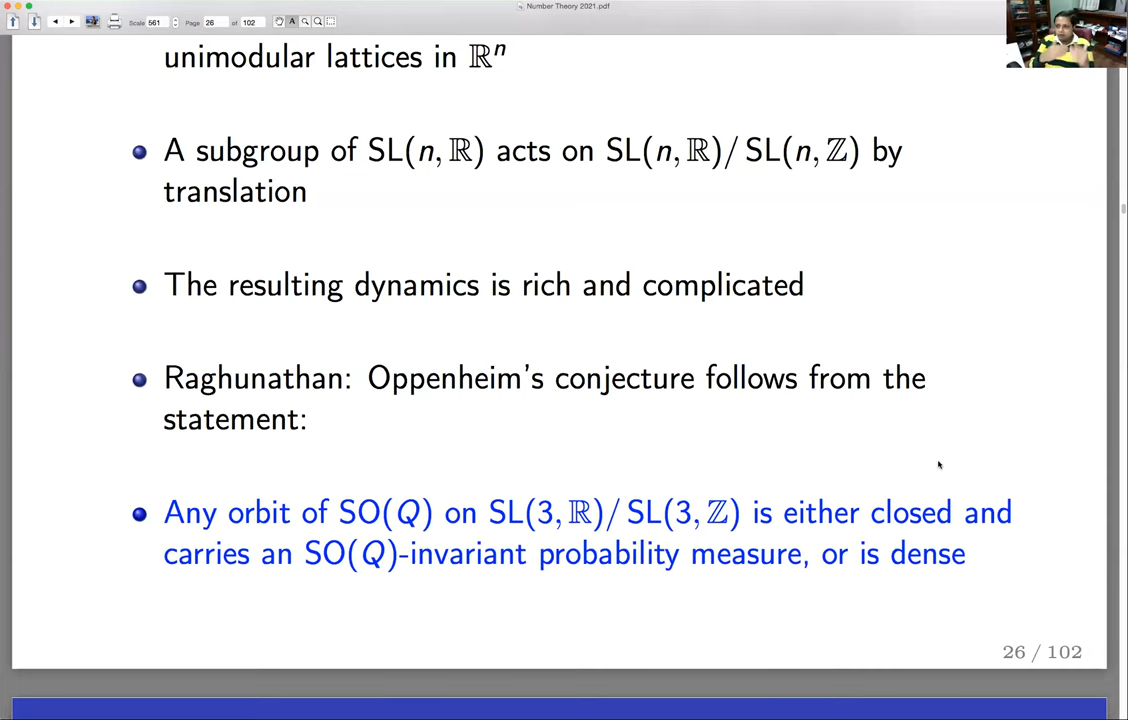 Number Theory 2021.pdf
Scale 561 Page 26 of 102
unimodular lattices in ℝⁿ
A subgroup of SL(n, ℝ) acts on SL(n, ℝ)/ SL(n, ℤ) by
translation
The resulting dynamics is rich and complicated
Raghunathan: Oppenheim's conjecture follows from the
statement:
Any orbit of SO(Q) on SL(3, ℝ)/ SL(3, ℤ) is either closed and
carries an SO(Q)-invariant probability measure, or is dense
26 / 102